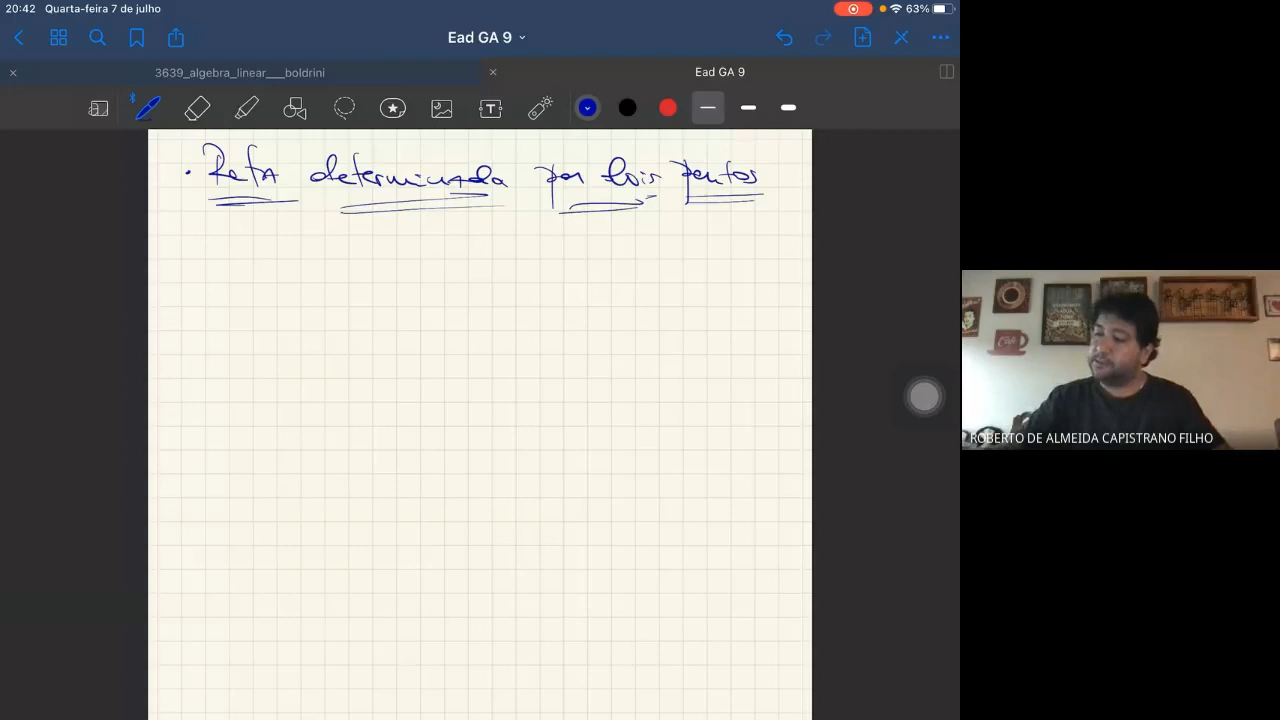 20:42 Quarta-feira 7 de julho
63%
Ead GA 9
3639_algebra_linear___boldrini
Ead GA 9
T
· Reta determinada por dois pontos
Café
ROBERTO DE ALMEIDA CAPISTRANO FILHO